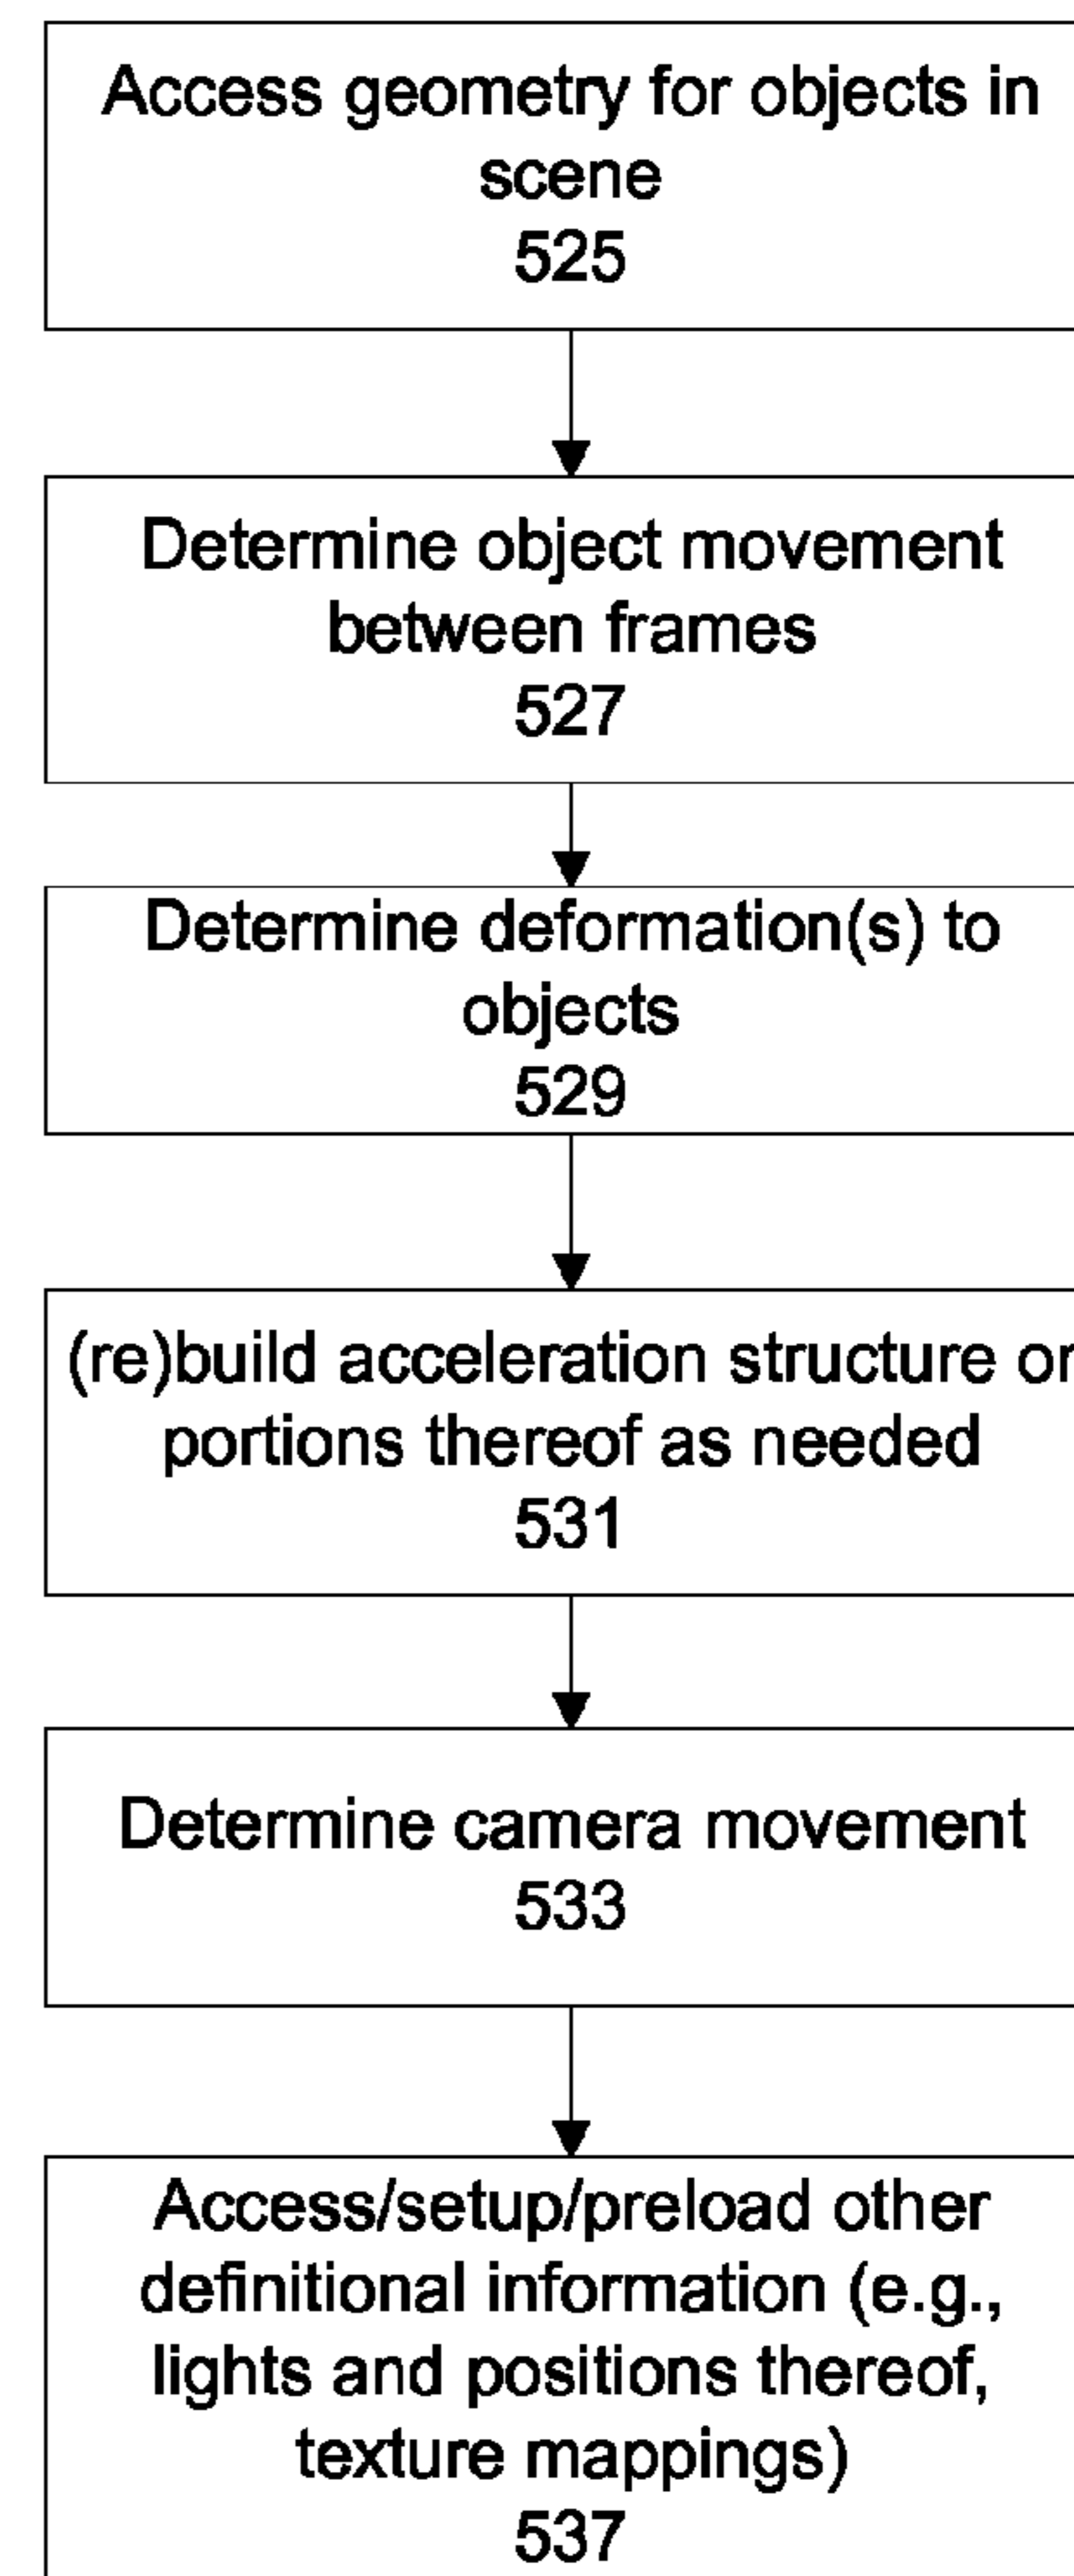 Access geometry for objects in
scene
525
Determine object movement
between frames
527
Determine deformation(s) to
objects
529
(re)build acceleration structure or
portions thereof as needed
531
Determine camera movement
533
Access/setup/preload other
definitional information (e.g.,
lights and positions thereof,
texture mappings)
537